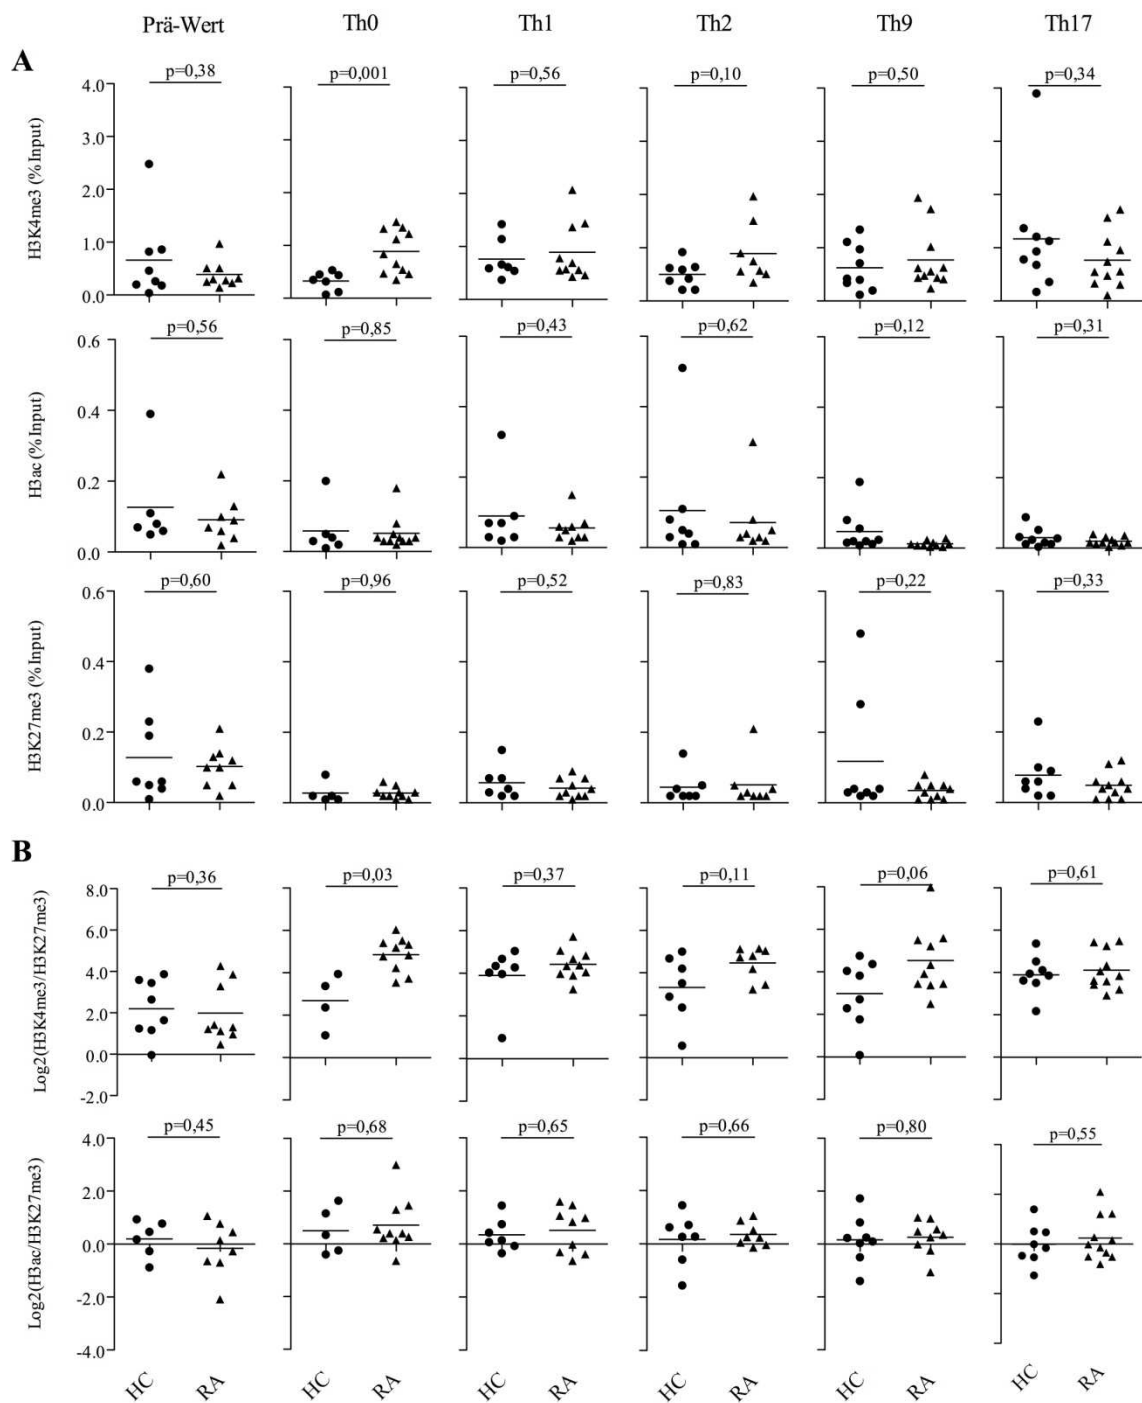 Prä-Wert Th0 Th1 Th2 Th9 Th17
A
p=0,38 p=0,001 p=0,56 p=0,10 p=0,50 p=0,34
H3K4me3 (% Input)
4.0
3.0
2.0
1.0
0.0
p=0,56 p=0,85 p=0,43 p=0,62 p=0,12 p=0,31
H3ac (% Input)
0.6
0.4
0.2
0.0
p=0,60 p=0,96 p=0,52 p=0,83 p=0,22 p=0,33
H3K27me3 (% Input)
0.6
0.4
0.2
0.0
B
p=0,36 p=0,03 p=0,37 p=0,11 p=0,06 p=0,61
Log2(H3K4me3/H3K27me3)
8.0
6.0
4.0
2.0
0.0
-2.0
p=0,45 p=0,68 p=0,65 p=0,66 p=0,80 p=0,55
Log2(H3ac/H3K27me3)
4.0
2.0
0.0
-2.0
-4.0
HC RA HC RA HC RA HC RA HC RA HC RA